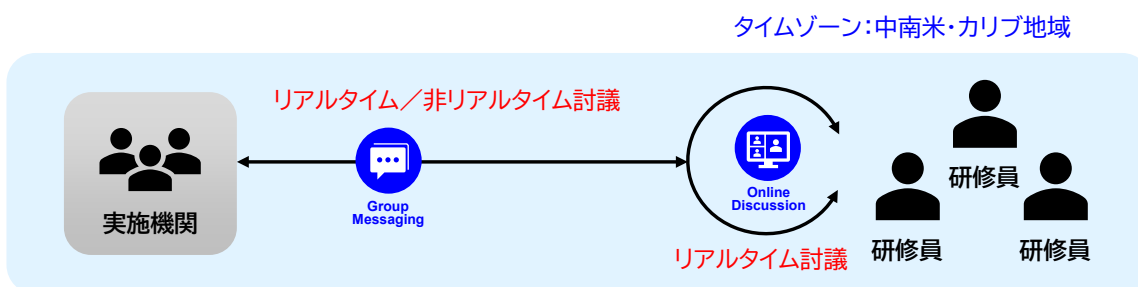 タイムゾーン：中南米・カリブ地域
リアルタイム／非リアルタイム討議
実施機関
Group
Messaging
Online
Discussion
リアルタイム討議
研修員
研修員
研修員